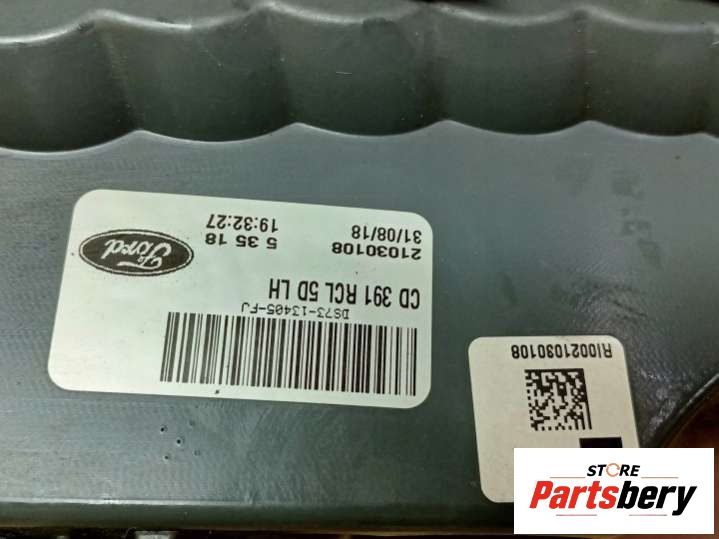 DS73-13405-FJ
CD 391 RCL 5D LH
21030108
31/08/18
5 35 18
19:32:27
Ford
RI00021030108
STORE
Partsbery